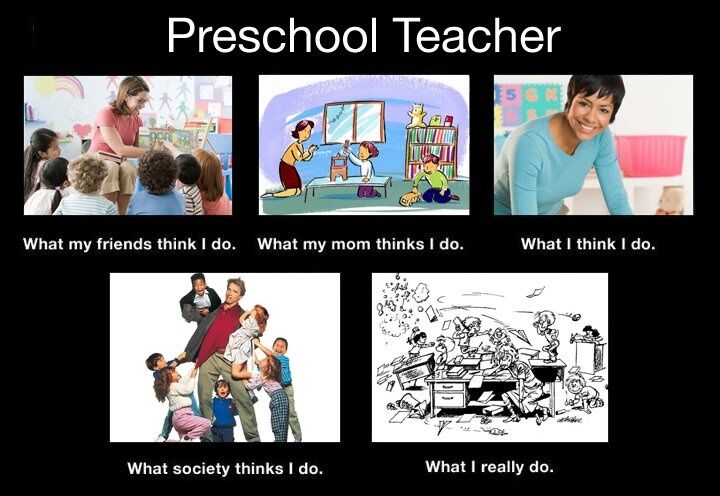 Preschool Teacher
5 G K
What my friends think I do.
What my mom thinks I do.
What I think I do.
What society thinks I do.
What I really do.